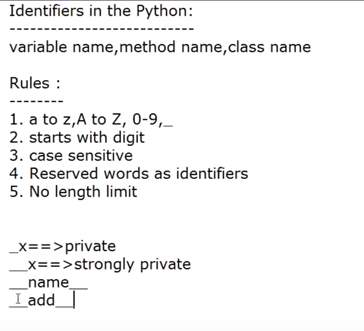 Identifiers in the Python:
---------------------------
variable name,method name,class name
Rules :
--------
1. a to z,A to Z, 0-9,_
2. starts with digit
3. case sensitive
4. Reserved words as identifiers
5. No length limit
_x==>private
__x==>strongly private
__name__
__add__